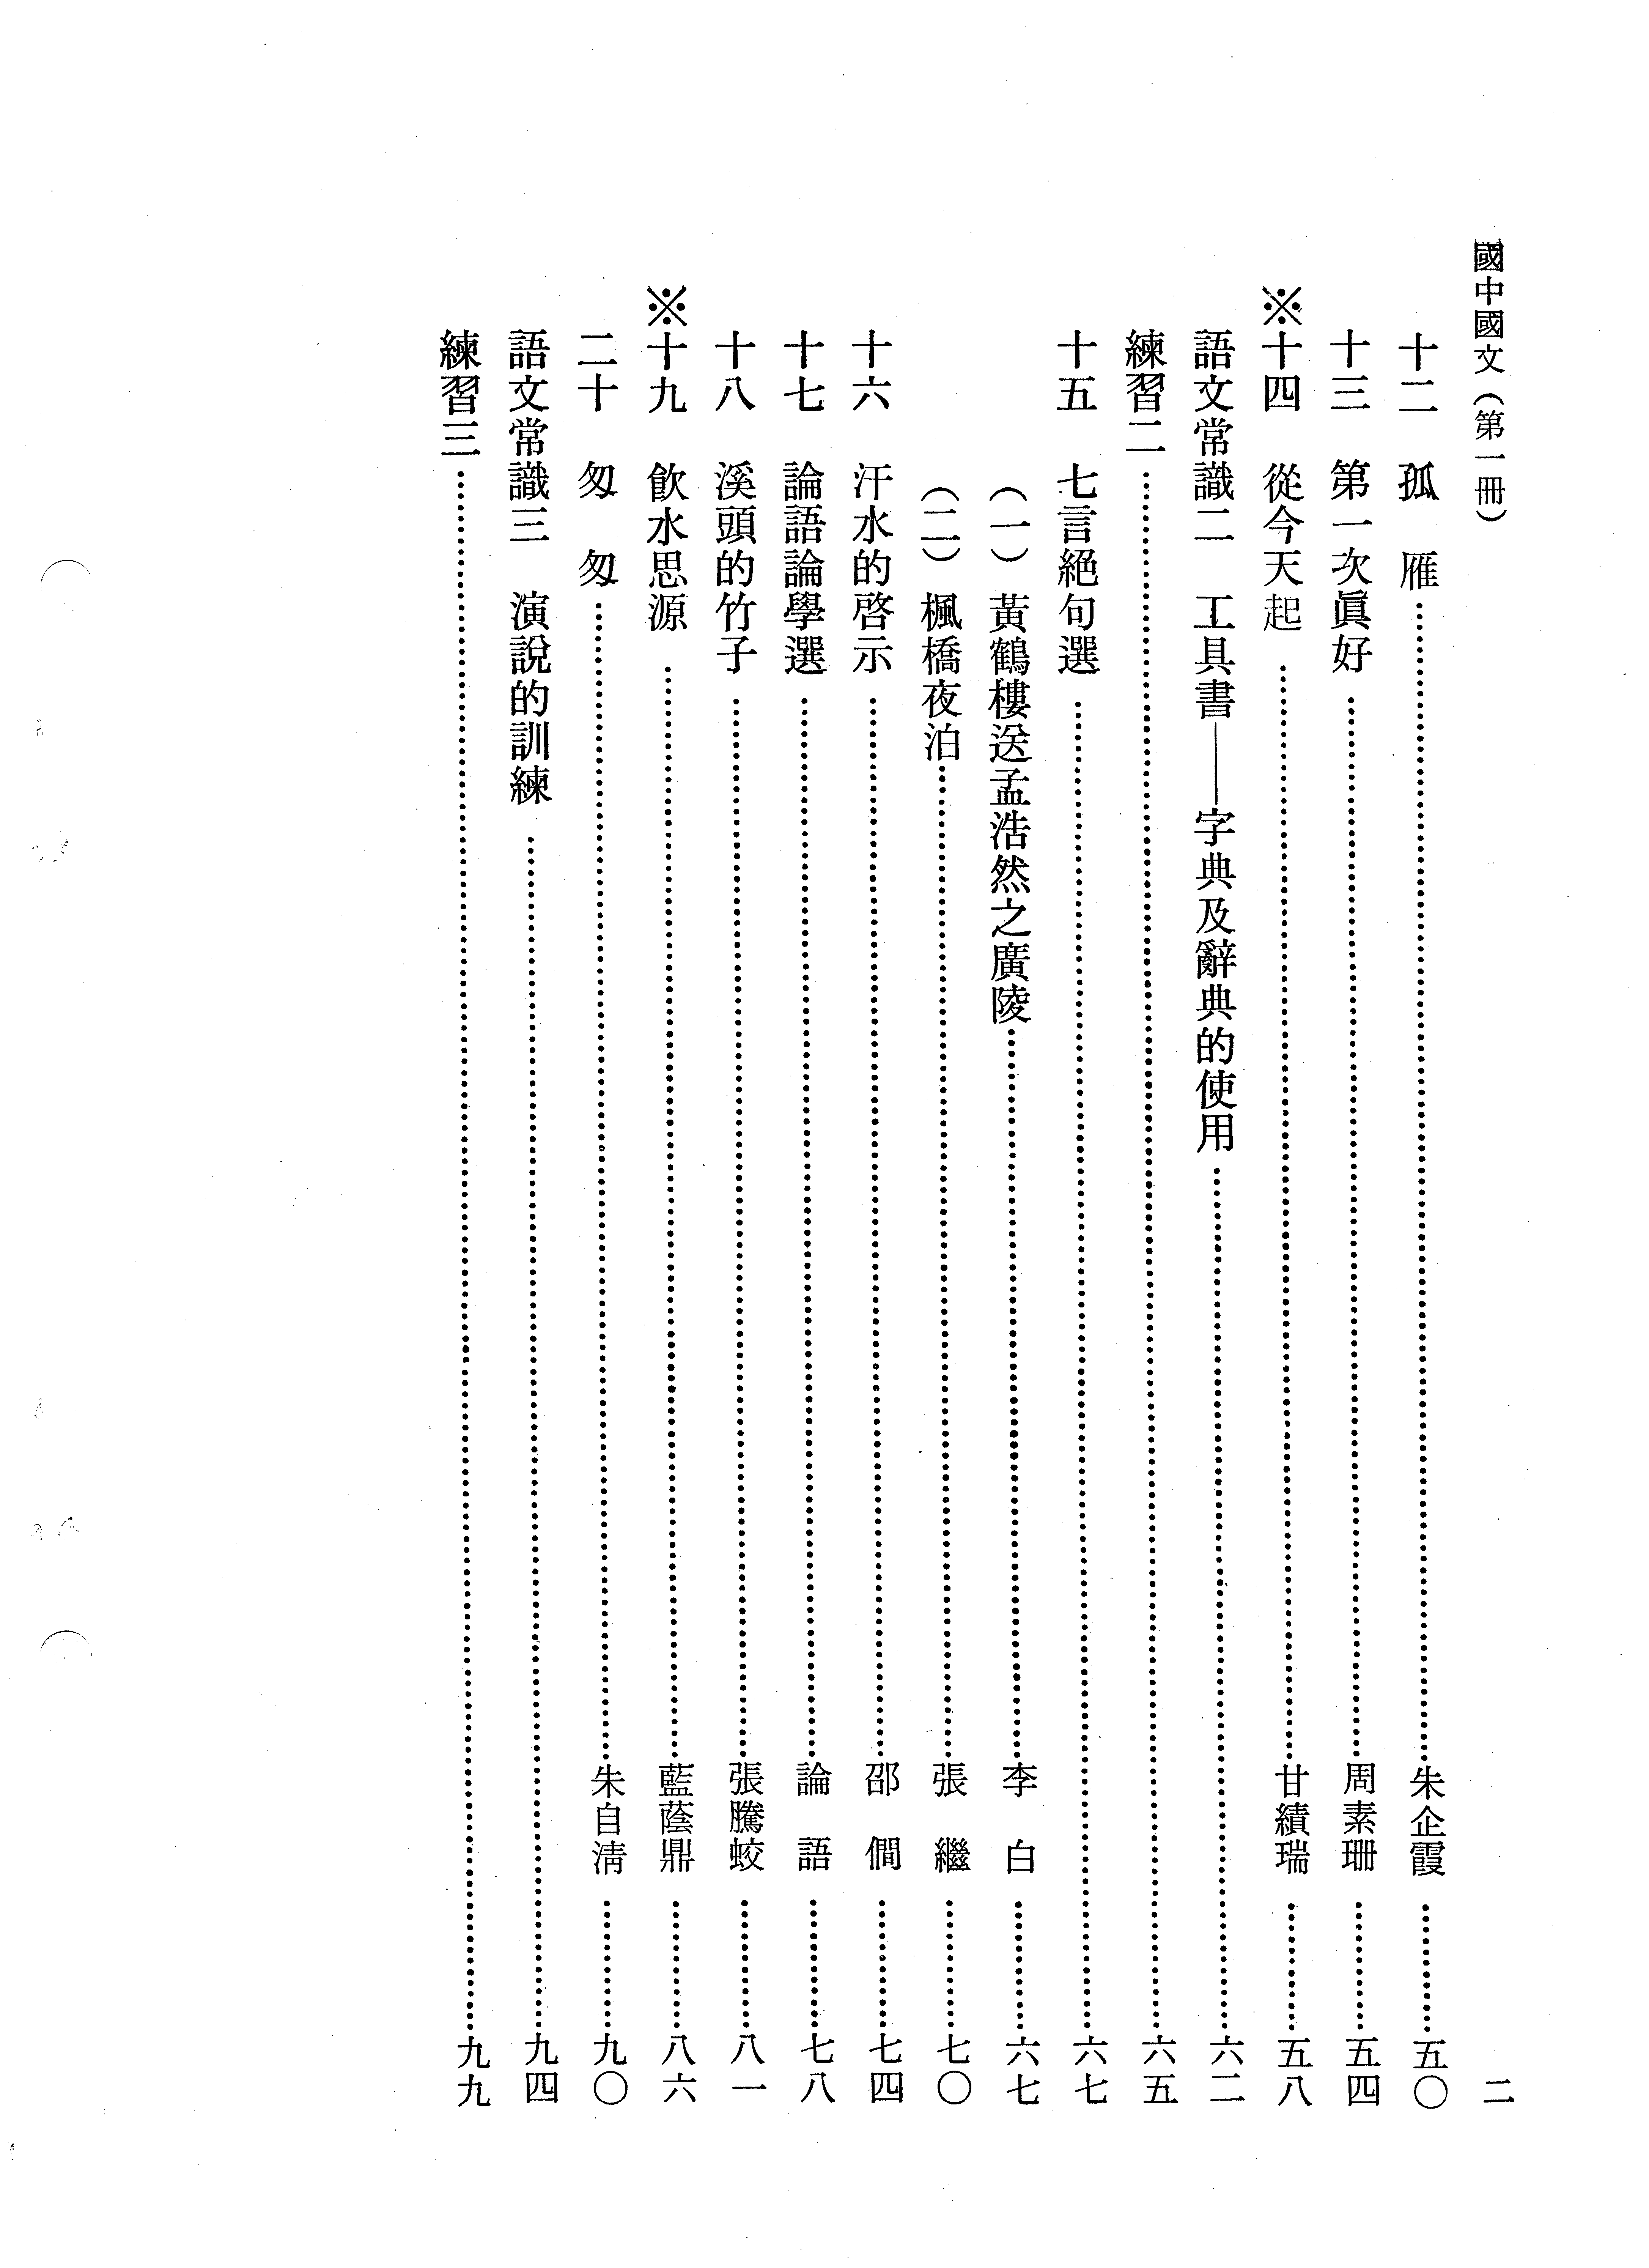 國中國文（第一冊）　二
十二　孤　雁……朱企霞……五〇
十三　第一次眞好……周素珊……五四
※十四　從今天起……甘績瑞……五八
語文常識二　工具書——字典及辭典的使用……六二
練習二……六五
十五　七言絕句選……六七
（一）黃鶴樓送孟浩然之廣陵……李　白……六七
（二）楓橋夜泊……張　繼……七〇
十六　汗水的啓示……邵　僩……七四
十七　論語論學選……論　語……七八
十八　溪頭的竹子……張騰蛟……八一
※十九　飮水思源……藍蔭鼎……八六
二十　匆　匆……朱自淸……九〇
語文常識三　演說的訓練……九四
練習三……九九